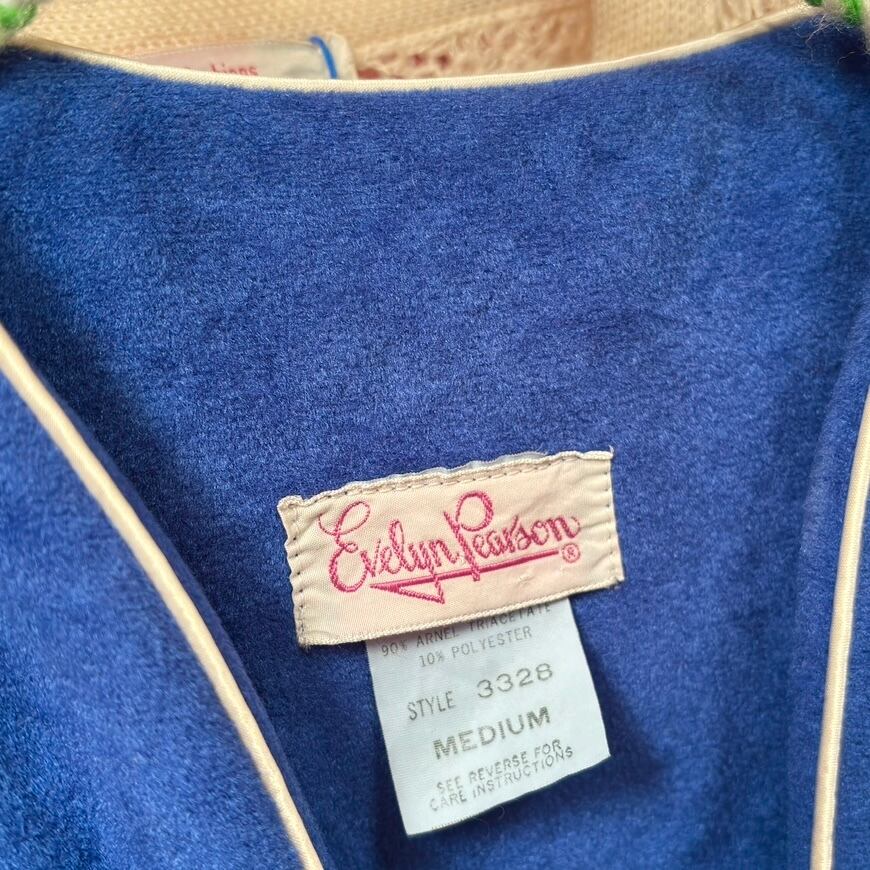 Evelyn Pearson ®
90% ARNEL TRIACETATE
10% POLYESTER
STYLE 3328
MEDIUM
SEE REVERSE FOR
CARE INSTRUCTIONS